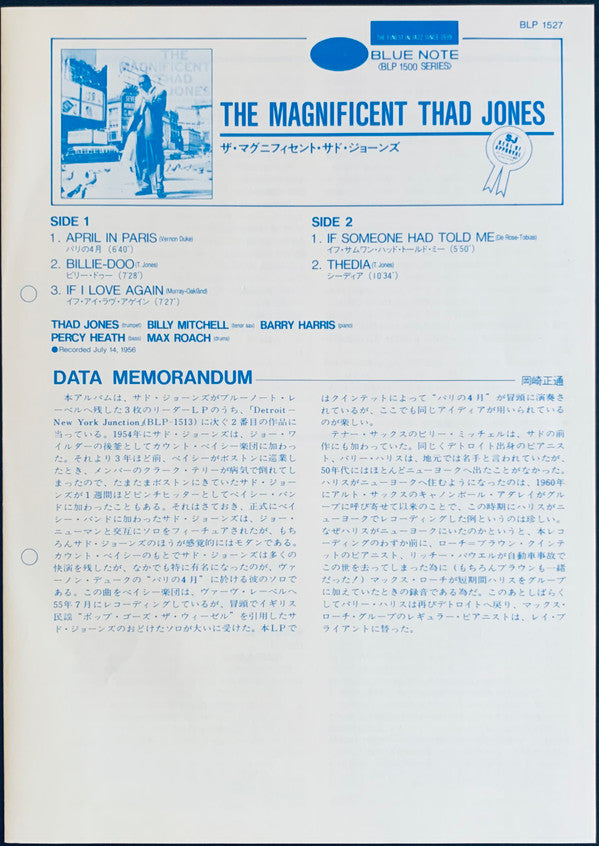 BLP 1527
THE FINEST IN JAZZ SINCE 1939
BLUE NOTE
(BLP 1500 SERIES)
THE MAGNIFICENT THAD JONES
THE MAGNIFICENT THAD JONES
ザ・マグニフィセント・サド・ジョーンズ
SJ
SIDE 1
1. APRIL IN PARIS (Vernon Duke)
パリの4月 (6'40")
2. BILLIE-DOO (T.Jones)
ビリー・ドゥー (7'28")
3. IF I LOVE AGAIN (Murray-Oakland)
イフ・アイ・ラヴ・アゲイン (7'27")
SIDE 2
1. IF SOMEONE HAD TOLD ME (De Rose-Tobias)
イフ・サムワン・ハッド・トールド・ミー (5'50")
2. THEDIA (T.Jones)
シーディア (10'34")
THAD JONES (trumpet) BILLY MITCHELL (tenor sax) BARRY HARRIS (piano)
PERCY HEATH (bass) MAX ROACH (drums)
●Recorded July 14, 1956
DATA MEMORANDUM 岡崎正通
本アルバムは、サド・ジョーンズがブルーノート・レ
ーベルへ残した3枚のリーダーLPのうち、「Detroit－
New York Junction」(BLP-1513) に次ぐ2番目の作品に
当っている。1954年にサド・ジョーンズは、ジョー・ワ
イルダーの後釜としてカウント・ベイシー楽団に加わっ
た。それより3年ほど前、ベイシーがボストンに巡業し
たとき、メンバーのクラーク・テリーが病気で倒れてし
まったので、たまたまボストンにきていたサド・ジョー
ンズが1週間ほどピンチヒッターとしてベイシー・バン
ドに加わったこともある。それはさておき、正式にベイ
シー・バンドに加わったサド・ジョーンズは、ジョー・
ニューマンと交互にソロをフィーチュアされたが、もち
ろんサド・ジョーンズのほうが感覚的にはモダンである。
カウント・ベイシーのもとでサド・ジョーンズは多くの
快演を残したが、なかでも特に有名になったのが、ヴァ
ーノン・デュークの“パリの4月”に於ける彼のソロで
ある。この曲をベイシー楽団は、ヴァーヴ・レーベルへ
55年7月にレコーディングしているが、冒頭でイギリス
民謡“ポップ・ゴーズ・ザ・ウィーゼル”を引用したサ
ド・ジョーンズのおどけたソロが大いに受けた。本LPで
はクインテットによって“パリの4月”が冒頭に演奏さ
れているが、ここでも同じアイディアが用いられている
のが楽しい。
テナー・サックスのビリー・ミッチェルは、サドの前
作にも加わっていた。同じくデトロイト出身のピアニス
ト、バリー・ハリスは、地元では名手と言われていたが、
50年代にはほとんどニューヨークへ出たことがなかった。
ハリスがニューヨークへ住むようになったのは、1960年
にアルト・サックスのキャノンボール・アダレイがグル
ープに呼び寄せて以来のことで、この時期にハリスがニ
ューヨークでレコーディングした例というのは珍しい。
なぜハリスがニューヨークにいたのかというと、本レコ
ーディングのわずか前に、ローチ=ブラウン・クインテ
ットのピアニスト、リッチー・パウエルが自動車事故で
この世を去ってしまった為に (もちろんブラウンも一緒
だった!) マックス・ローチが短期間ハリスをグループ
に加えていたときの録音である為だ。このあとしばらく
してバリー・ハリスは再びデトロイトへ戻り、マックス・
ローチ・グループのレギュラー・ピアニストは、レイ・ブ
ライアントに替った。